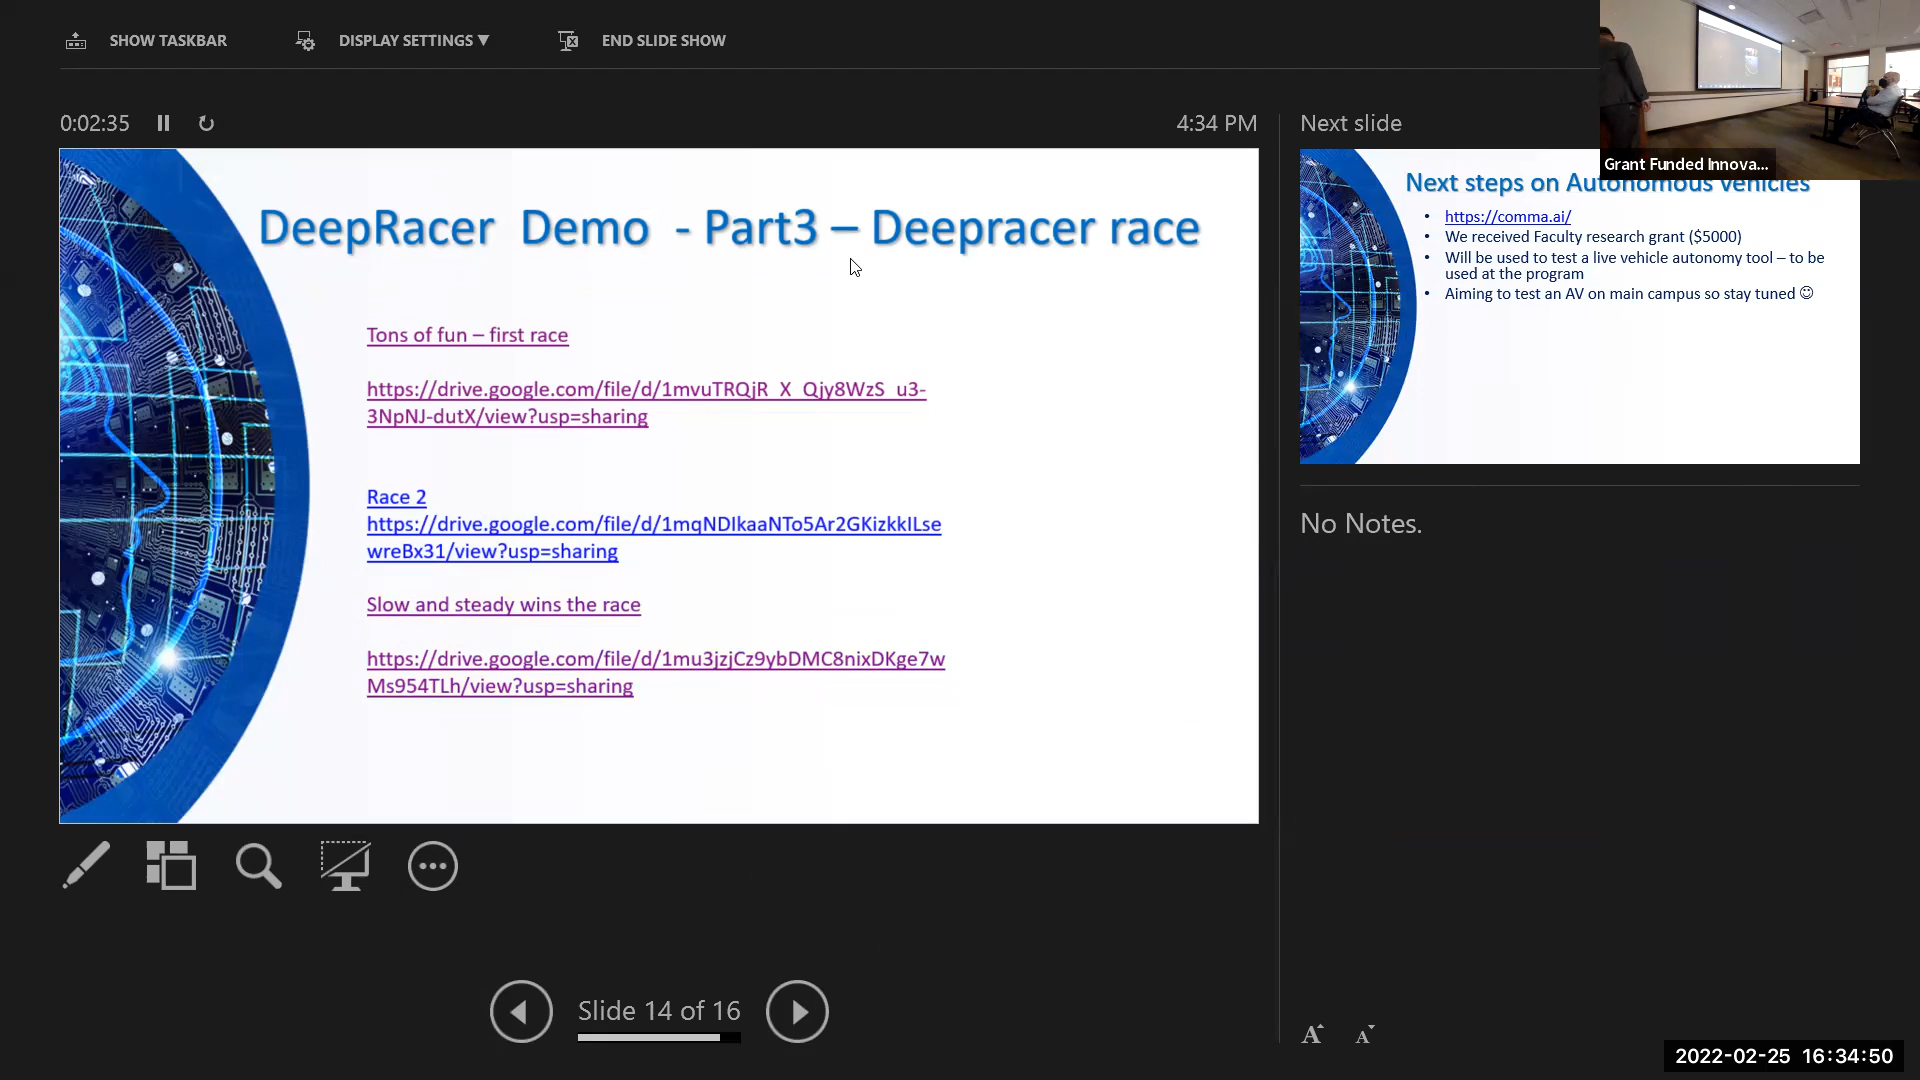 SHOW TASKBAR
DISPLAY SETTINGS ▼
END SLIDE SHOW
0:02:35
4:34 PM
DeepRacer  Demo  - Part3 – Deepracer race
Tons of fun – first race
https://drive.google.com/file/d/1mvuTRQjR_X_Qjy8WzS_u3-
3NpNJ-dutX/view?usp=sharing
Race 2
https://drive.google.com/file/d/1mqNDIkaaNTo5Ar2GKizkkILse
wreBx31/view?usp=sharing
Slow and steady wins the race
https://drive.google.com/file/d/1mu3jzjCz9ybDMC8nixDKge7w
Ms954TLh/view?usp=sharing
Slide 14 of 16
Next slide
Grant Funded Innova...
Next steps on Autonomous vehicles
• https://comma.ai/
• We received Faculty research grant ($5000)
• Will be used to test a live vehicle autonomy tool – to be
used at the program
• Aiming to test an AV on main campus so stay tuned ☺
No Notes.
A A
2022-02-25 16:34:50